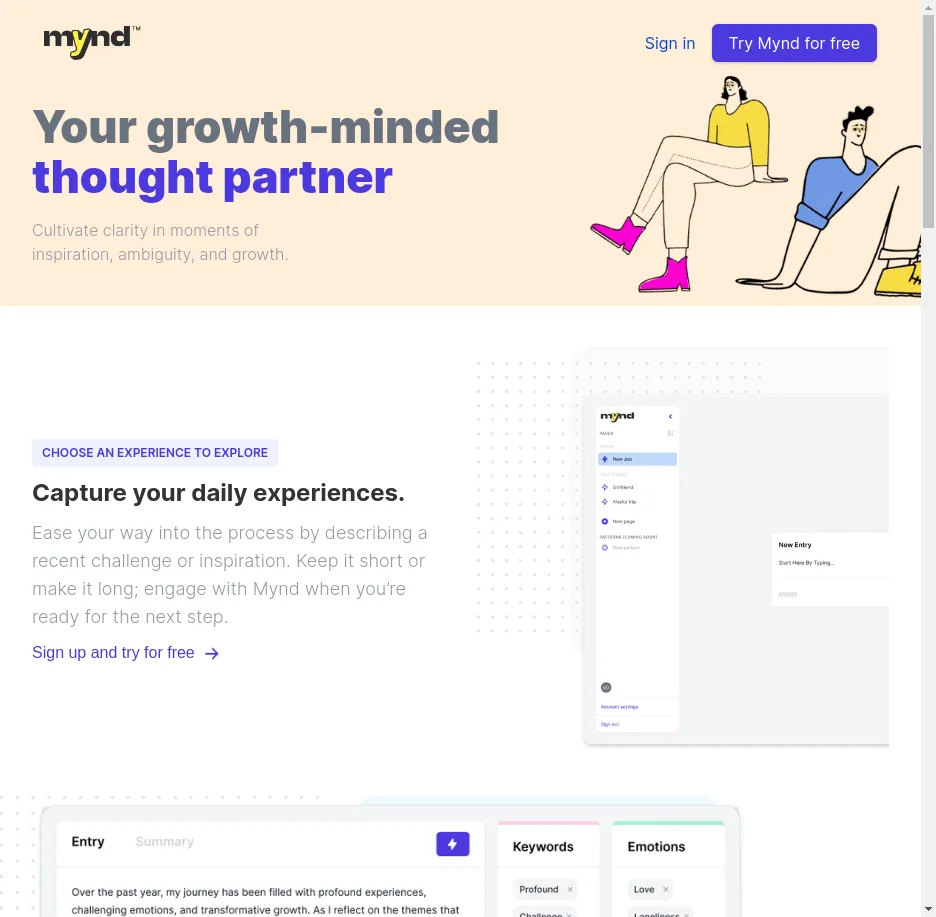 mynd™
Sign in
Try Mynd for free
Your growth-minded
thought partner
Cultivate clarity in moments of
inspiration, ambiguity, and growth.
CHOOSE AN EXPERIENCE TO EXPLORE
Capture your daily experiences.
Ease your way into the process by describing a
recent challenge or inspiration. Keep it short or
make it long; engage with Mynd when you’re
ready for the next step.
Sign up and try for free
mynd
PAGES
New Job
Girlfriend
Alaska trip
New page
PATTERNS (COMING SOON)
New pattern
Account settings
Sign out
New Entry
Start Here By Typing...
Entry
Summary
Over the past year, my journey has been filled with profound experiences,
challenging emotions, and transformative growth. As I reflect on the themes that
Keywords
Profound ×
Challenge ×
Emotions
Love ×
Loneliness ×